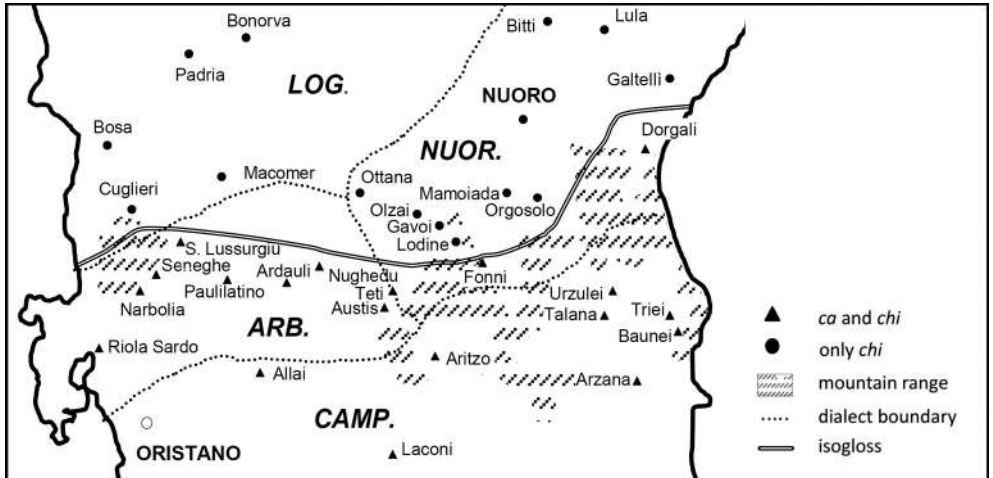 Bonorva
Bitti
Lula
Padria
LOG.
Galtellì
NUORO
Bosa
Dorgali
NUOR.
Macomer
Ottana
Mamoiada
Cuglieri
Olzai
Orgosolo
Gavoi
Lodine
S. Lussurgiu
Seneghe
Ardauli
Nughedu
Fonni
Paulilatino
Teti
Urzulei
Narbolia
Austis
Talana
Triei
ARB.
Baunei
Riola Sardo
Aritzo
Allai
Arzana
CAMP.
ORISTANO
Laconi
ca and chi
only chi
mountain range
dialect boundary
isogloss